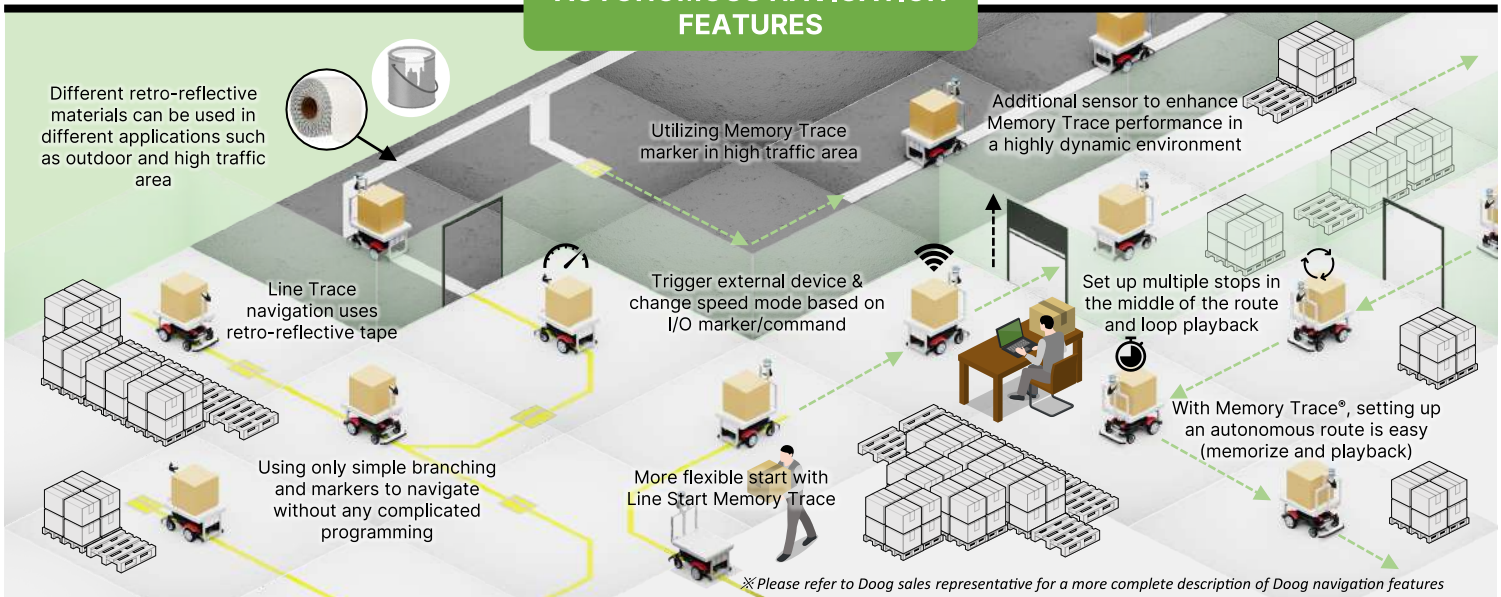 FEATURES
Different retro-reflective
materials can be used in
different applications such
as outdoor and high traffic
area
Utilizing Memory Trace
marker in high traffic area
Additional sensor to enhance
Memory Trace performance in
a highly dynamic environment
Line Trace
navigation uses
retro-reflective tape
Trigger external device &
change speed mode based on
I/O marker/command
Set up multiple stops in
the middle of the route
and loop playback
With Memory Trace®, setting up
an autonomous route is easy
(memorize and playback)
Using only simple branching
and markers to navigate
without any complicated
programming
More flexible start with
Line Start Memory Trace
※Please refer to Doog sales representative for a more complete description of Doog navigation features